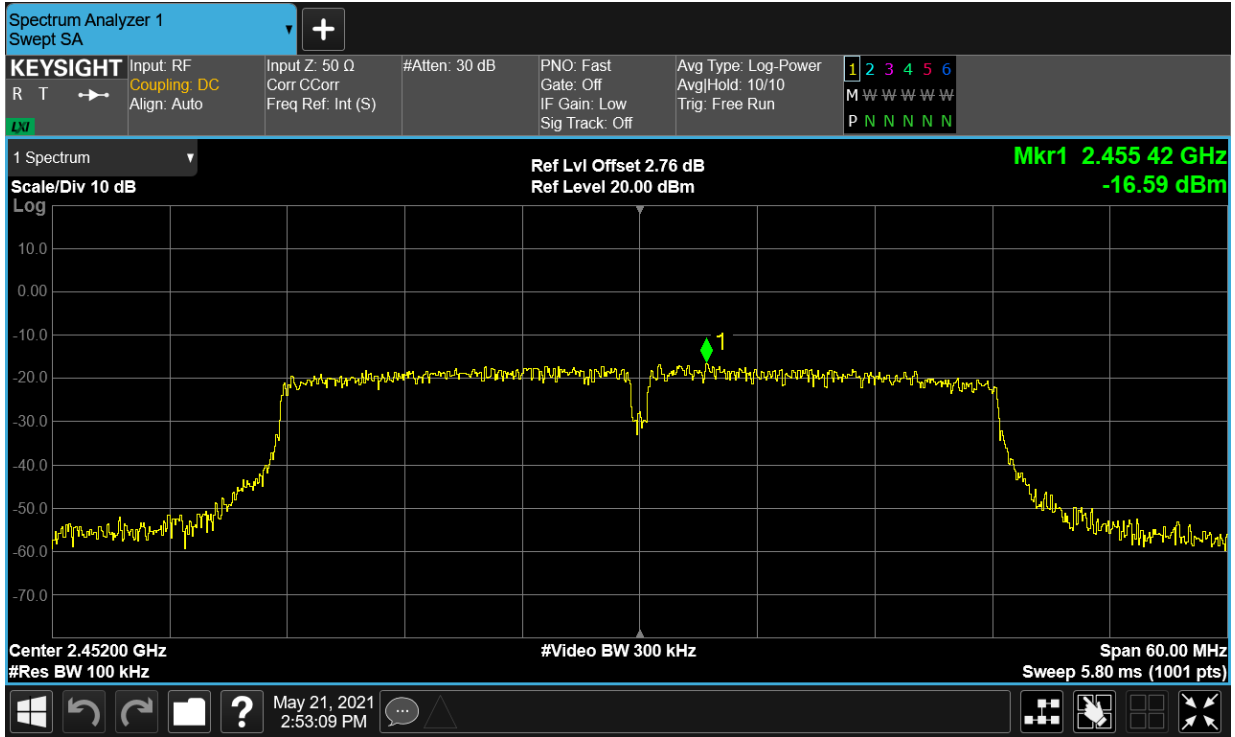 Spectrum Analyzer 1
Swept SA
KEYSIGHT
R T
LXI
Input: RF
Coupling: DC
Align: Auto
Input Z: 50 Ω
Corr CCorr
Freq Ref: Int (S)
#Atten: 30 dB
PNO: Fast
Gate: Off
IF Gain: Low
Sig Track: Off
Avg Type: Log-Power
Avg|Hold: 10/10
Trig: Free Run
1 2 3 4 5 6
M W W W W W
P N N N N N
1 Spectrum
Scale/Div 10 dB
Log
Ref Lvl Offset 2.76 dB
Ref Level 20.00 dBm
Mkr1 2.455 42 GHz
-16.59 dBm
10.0
0.00
-10.0
1
-20.0
-30.0
-40.0
-50.0
-60.0
-70.0
Center 2.45200 GHz
#Res BW 100 kHz
#Video BW 300 kHz
Span 60.00 MHz
Sweep 5.80 ms (1001 pts)
?
May 21, 2021
2:53:09 PM